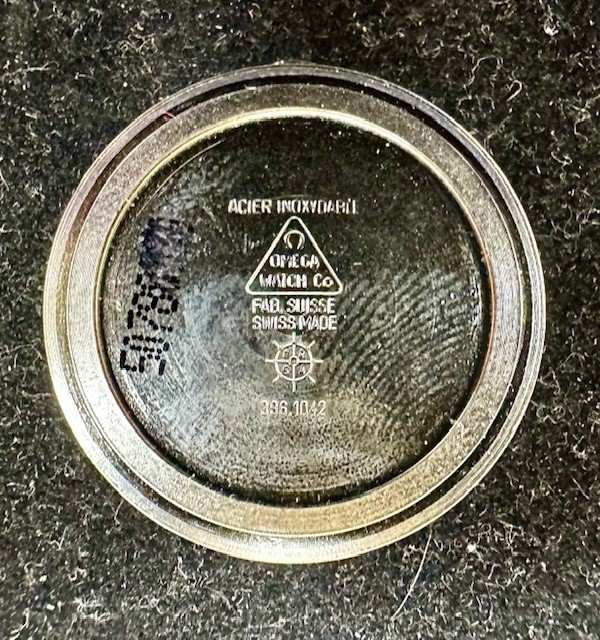 ACIER INOXYDABLE
Ω
OMEGA
WATCH Co
FAB. SUISSE
SWISS MADE
396.1042